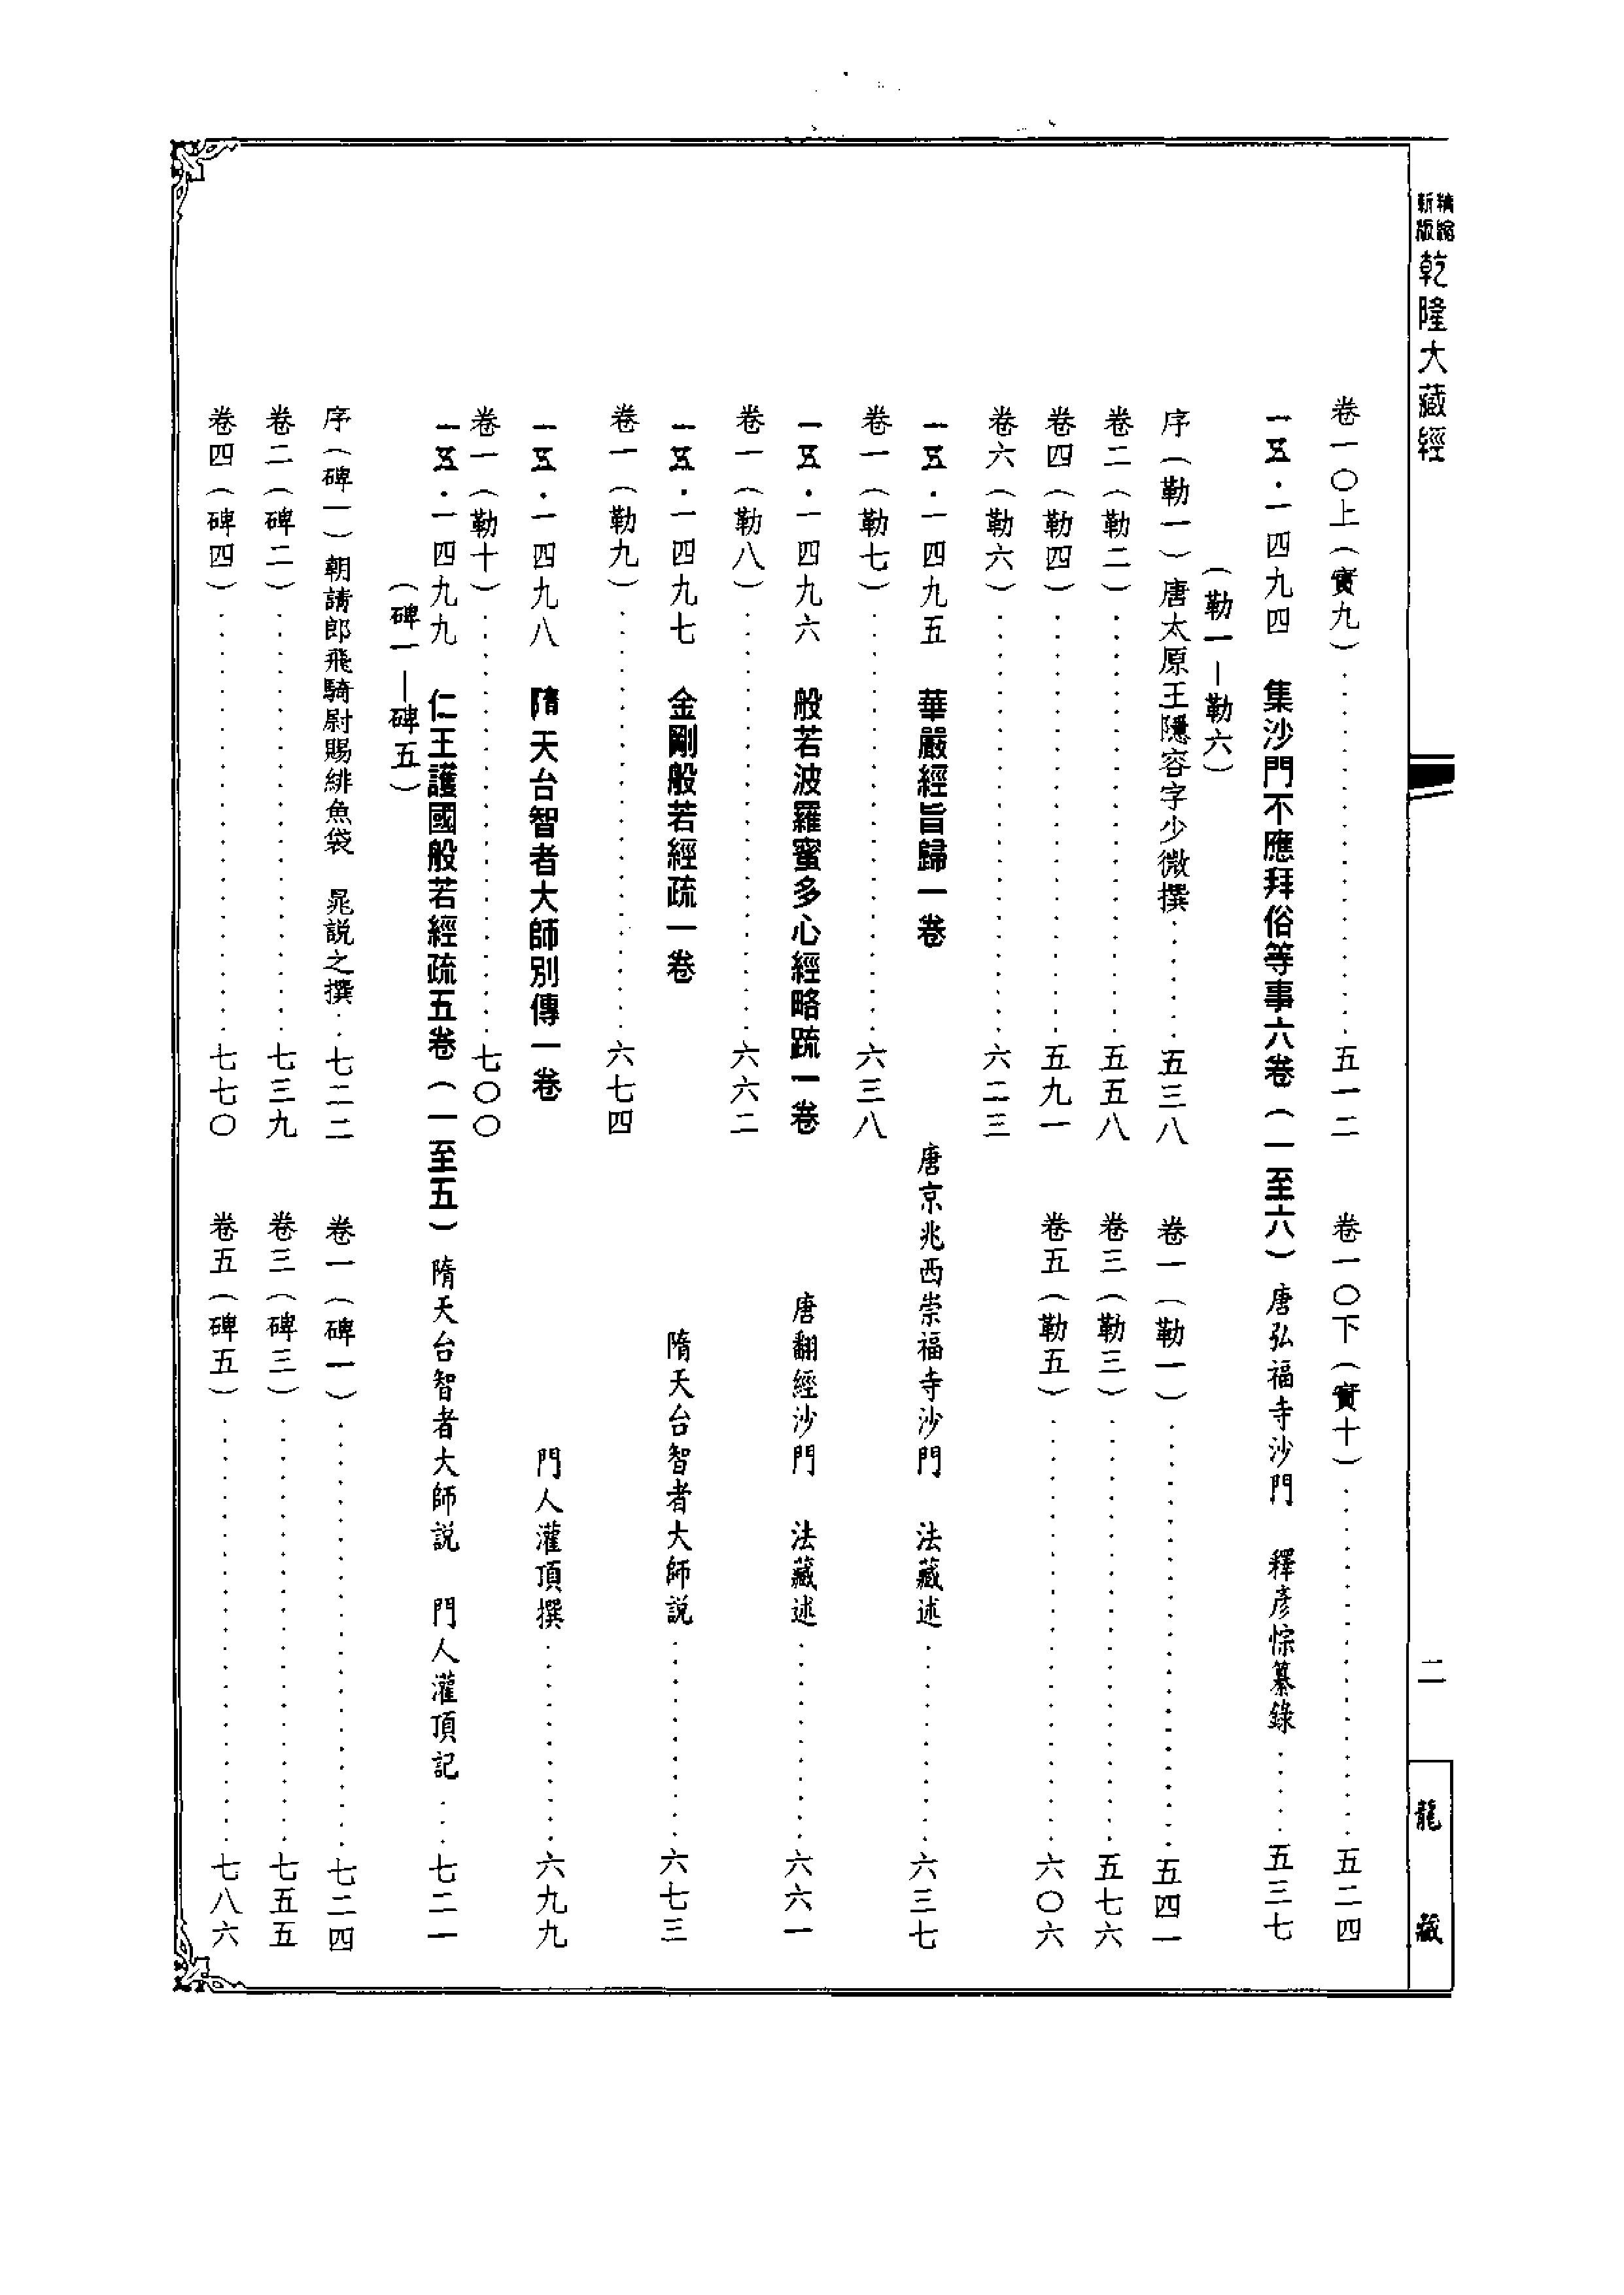 精縮新版 乾隆大藏經
二
龍藏
卷一〇上（實九）……五一二 卷一〇下（實十）……五二四
一五·一四九四 集沙門不應拜俗等事六卷（一至六）唐弘福寺沙門 釋彥悰纂錄……五三七
（勒一－勒六）
序（勒一）唐太原王隱容字少微撰……五三八 卷一（勒一）……五四一
卷二（勒二）……五五八 卷三（勒三）……五七六
卷四（勒四）……五九一 卷五（勒五）……六〇六
卷六（勒六）……六二三
一五·一四九五 華嚴經旨歸一卷 唐京兆西崇福寺沙門 法藏述……六三七
卷一（勒七）……六三八
一五·一四九六 般若波羅蜜多心經略疏一卷 唐翻經沙門 法藏述……六六一
卷一（勒八）……六六二
一五·一四九七 金剛般若經疏一卷 隋天台智者大師説……六七三
卷一（勒九）……六七四
一五·一四九八 隋天台智者大師別傳一卷 門人灌頂撰……六九九
卷一（勒十）……七〇〇
一五·一四九九 仁王護國般若經疏五卷（一至五）隋天台智者大師説 門人灌頂記……七二一
（碑一－碑五）
序（碑一）朝請郎飛騎尉賜緋魚袋 晁説之撰……七二二 卷一（碑一）……七二四
卷二（碑二）……七三九 卷三（碑三）……七五五
卷四（碑四）……七七〇 卷五（碑五）……七八六